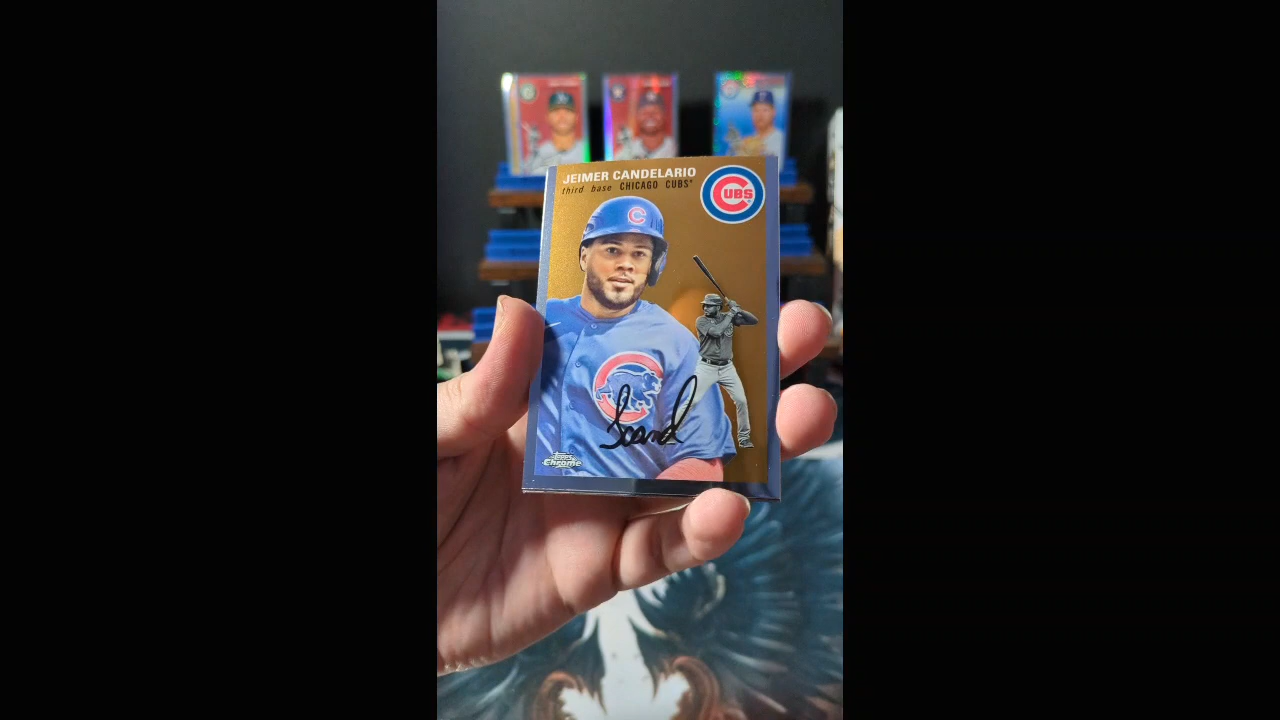 JEIMER CANDELARIO
third base CHICAGO CUBS®
CUBS
C
Topps
Chrome